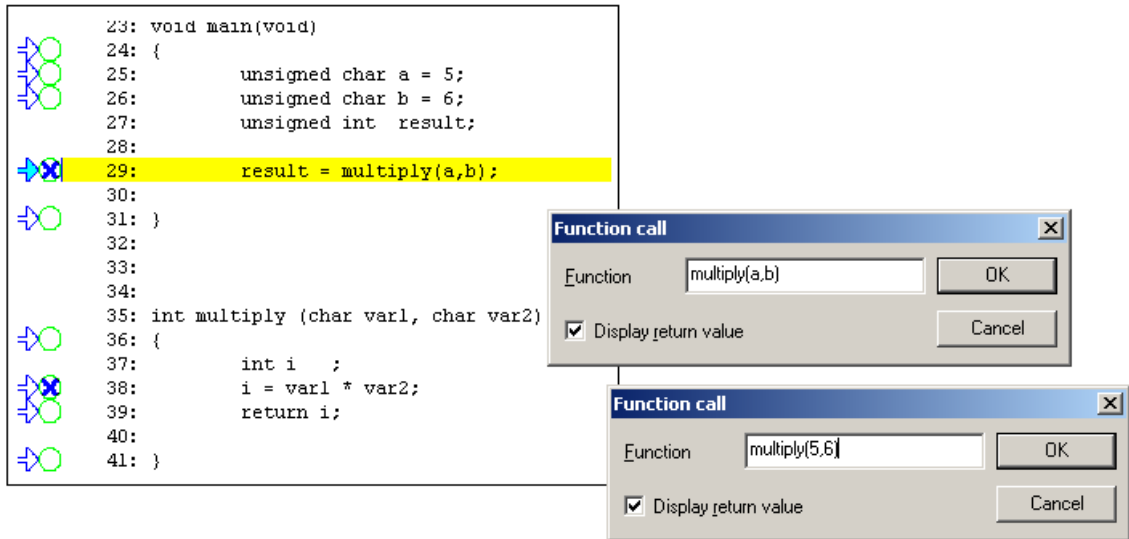 23: void main(void)
24: {
25: unsigned char a = 5;
26: unsigned char b = 6;
27: unsigned int result;
28:
29: result = multiply(a,b);
30:
31: }
32:
33:
34:
35: int multiply (char var1, char var2)
36: {
37: int i ;
38: i = var1 * var2;
39: return i;
40:
41: }
Function call
Function multiply(a,b) OK
Display return value Cancel
Function call
Function multiply(5,6) OK
Display return value Cancel